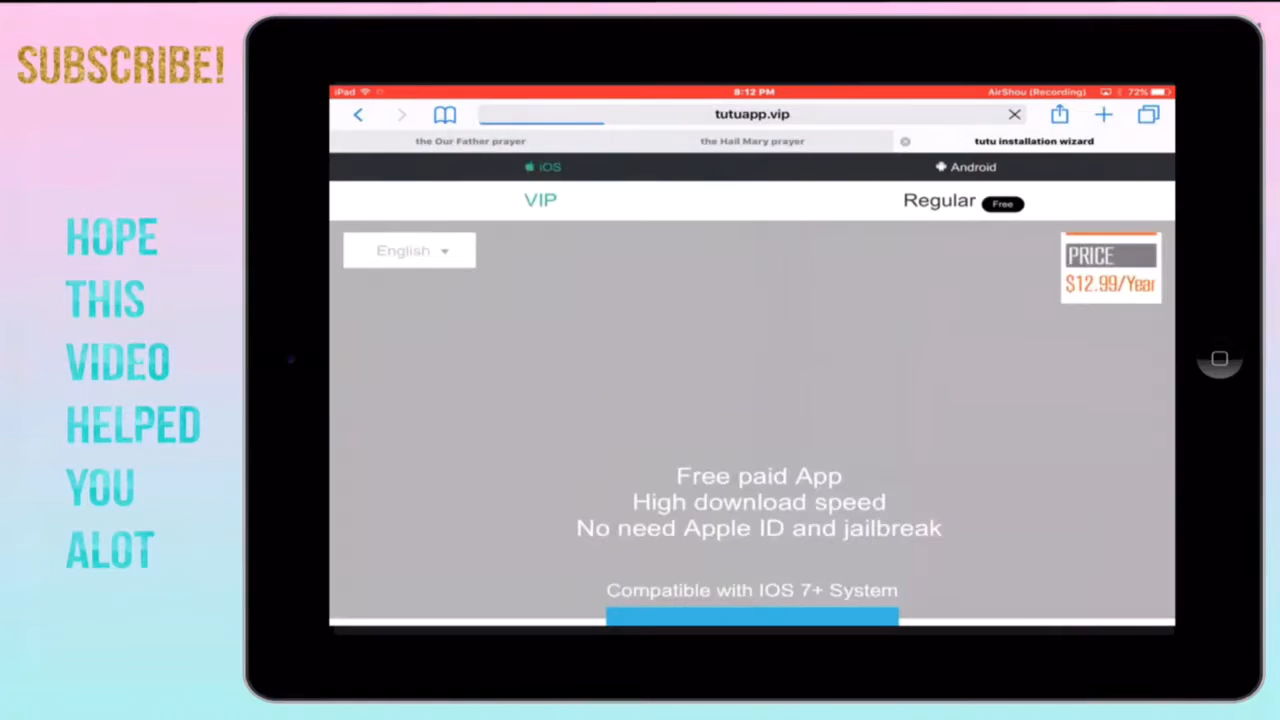 SUBSCRIBE!
HOPE
THIS
VIDEO
HELPED
YOU
ALOT
iPad 8:12 PM AirShou (Recording) 72%
tutuapp.vip
the Our Father prayer the Hail Mary prayer tutu installation wizard
iOS Android
VIP Regular Free
English
PRICE
$12.99/Year
Free paid App
High download speed
No need Apple ID and jailbreak
Compatible with IOS 7+ System